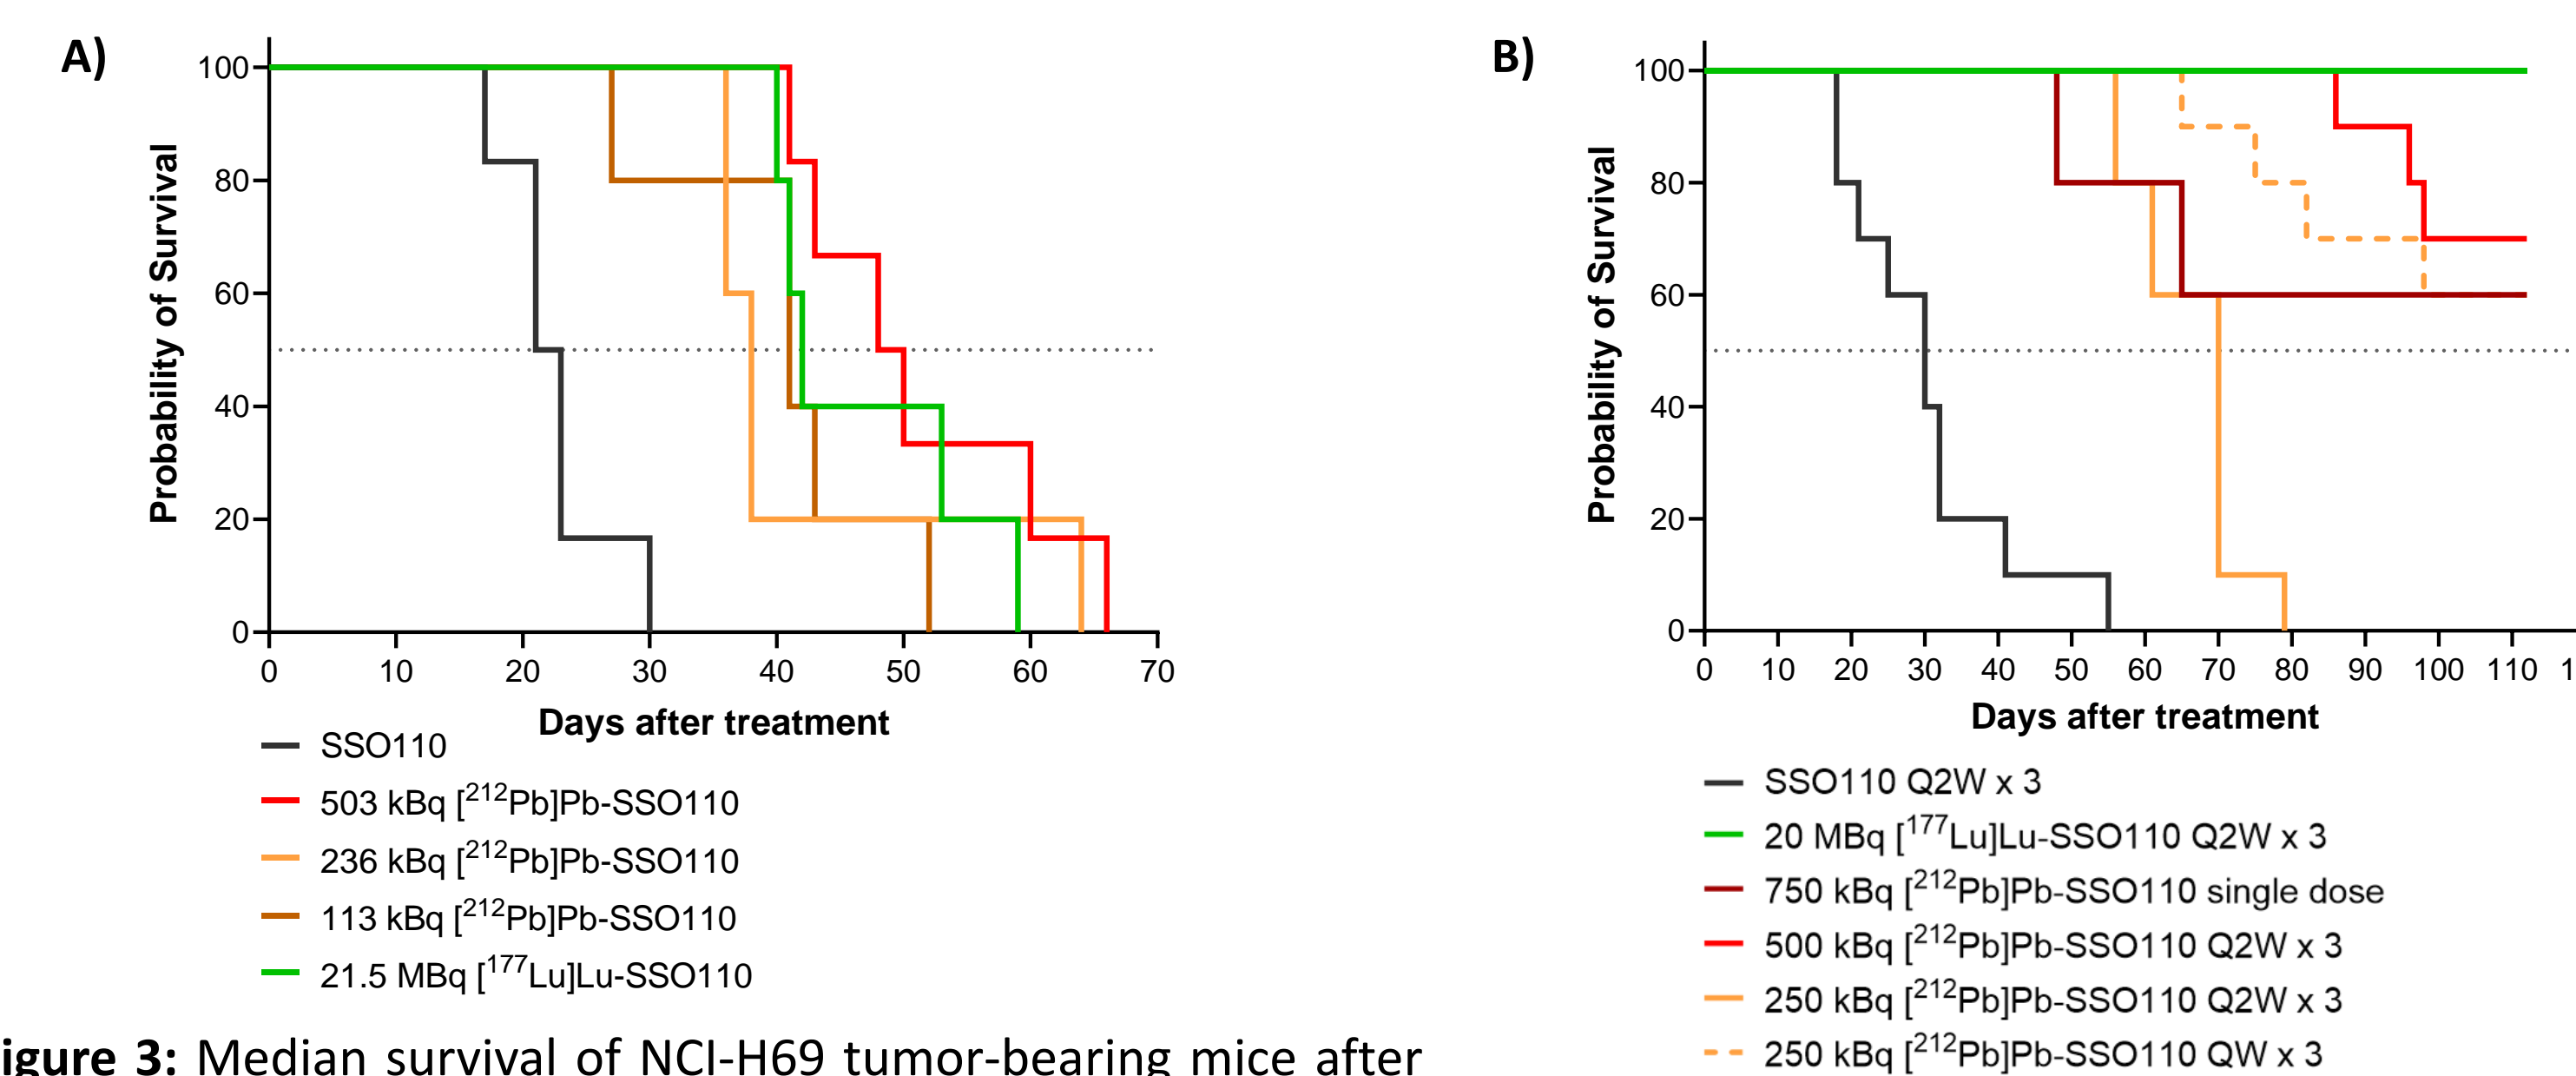 A)
100
80
60
40
20
0
Probability of Survival
0 10 20 30 40 50 60 70
Days after treatment
SSO110
503 kBq [²¹²Pb]Pb-SSO110
236 kBq [²¹²Pb]Pb-SSO110
113 kBq [²¹²Pb]Pb-SSO110
21.5 MBq [¹⁷⁷Lu]Lu-SSO110
igure 3: Median survival of NCI-H69 tumor-bearing mice after
B)
100
80
60
40
20
0
Probability of Survival
0 10 20 30 40 50 60 70 80 90 100 110 1
Days after treatment
SSO110 Q2W x 3
20 MBq [¹⁷⁷Lu]Lu-SSO110 Q2W x 3
750 kBq [²¹²Pb]Pb-SSO110 single dose
500 kBq [²¹²Pb]Pb-SSO110 Q2W x 3
250 kBq [²¹²Pb]Pb-SSO110 Q2W x 3
250 kBq [²¹²Pb]Pb-SSO110 QW x 3